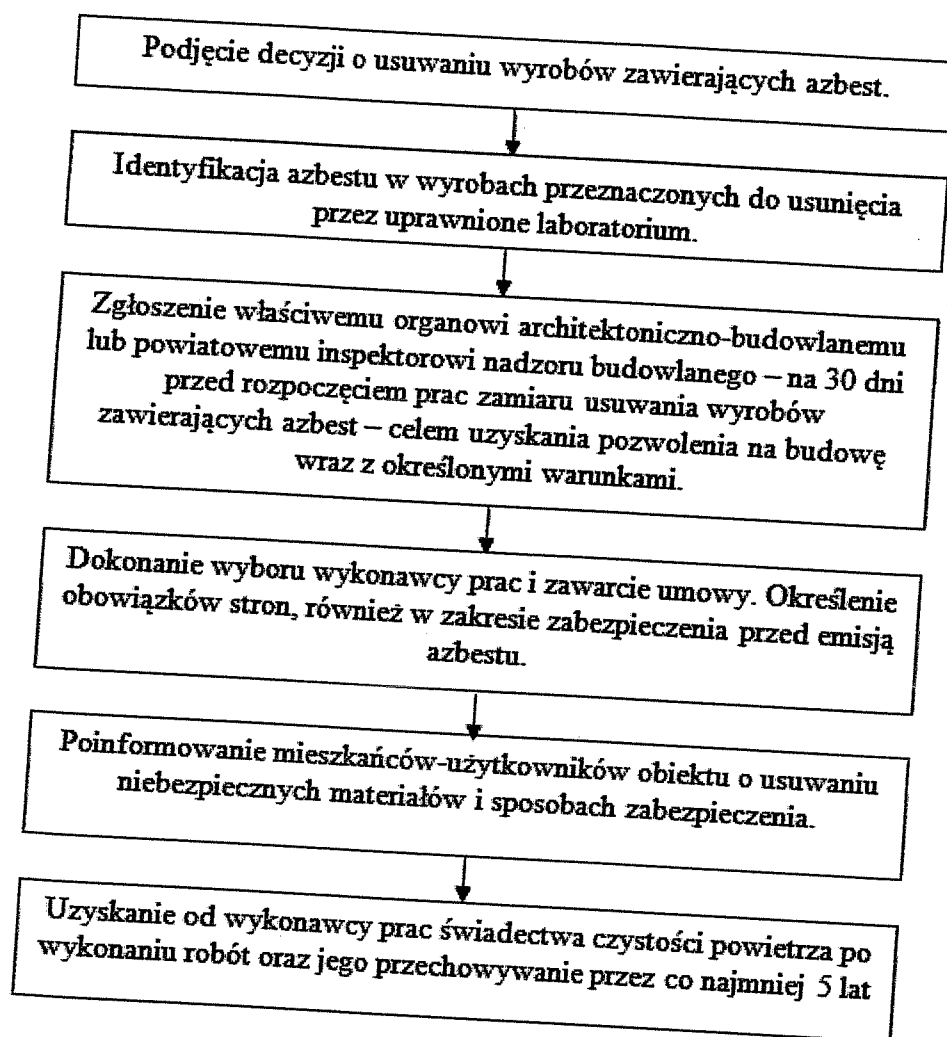 Podjęcie decyzji o usuwaniu wyrobów zawierających azbest.
Identyfikacja azbestu w wyrobach przeznaczonych do usunięcia
przez uprawnione laboratorium.
Zgłoszenie właściwemu organowi architektoniczno-budowlanemu
lub powiatowemu inspektorowi nadzoru budowlanego – na 30 dni
przed rozpoczęciem prac zamiaru usuwania wyrobów
zawierających azbest – celem uzyskania pozwolenia na budowę
wraz z określonymi warunkami.
Dokonanie wyboru wykonawcy prac i zawarcie umowy. Określenie
obowiązków stron, również w zakresie zabezpieczenia przed emisją
azbestu.
Poinformowanie mieszkańców-użytkowników obiektu o usuwaniu
niebezpiecznych materiałów i sposobach zabezpieczenia.
Uzyskanie od wykonawcy prac świadectwa czystości powietrza po
wykonaniu robót oraz jego przechowywanie przez co najmniej 5 lat